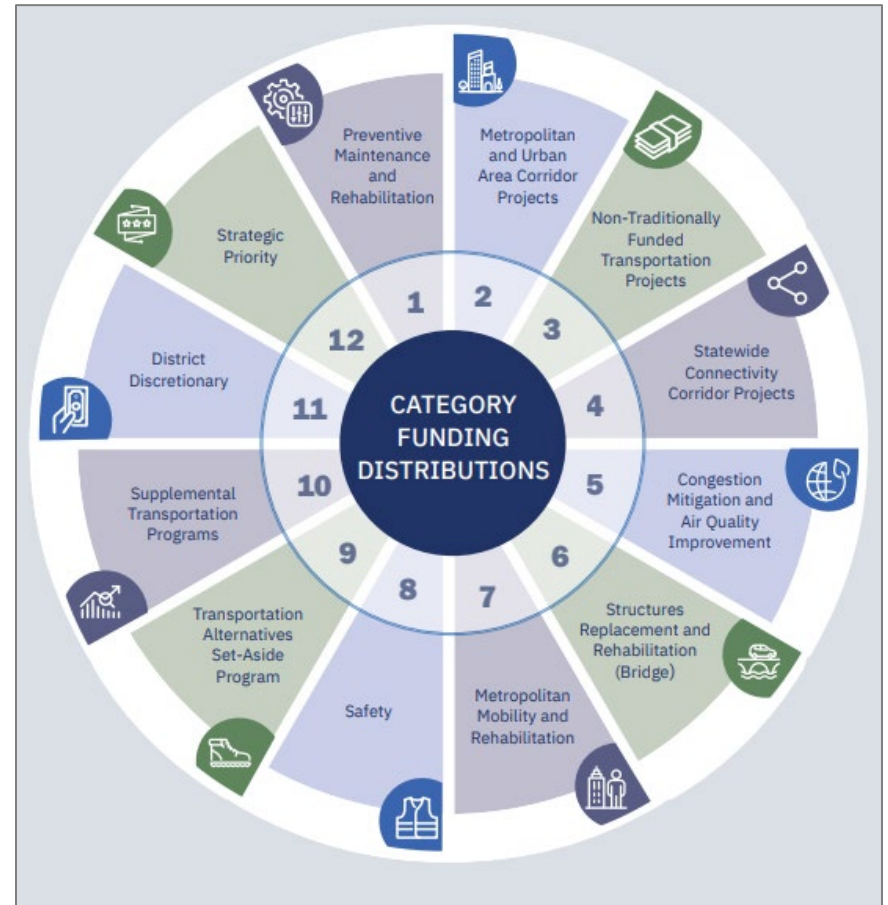 CATEGORY
FUNDING
DISTRIBUTIONS
1
Preventive
Maintenance
and
Rehabilitation
2
Metropolitan
and Urban
Area Corridor
Projects
3
Non-Traditionally
Funded
Transportation
Projects
4
Statewide
Connectivity
Corridor Projects
5
Congestion
Mitigation and
Air Quality
Improvement
6
Structures
Replacement and
Rehabilitation
(Bridge)
7
Metropolitan
Mobility and
Rehabilitation
8
Safety
9
Transportation
Alternatives
Set-Aside
Program
10
Supplemental
Transportation
Programs
11
District
Discretionary
12
Strategic
Priority